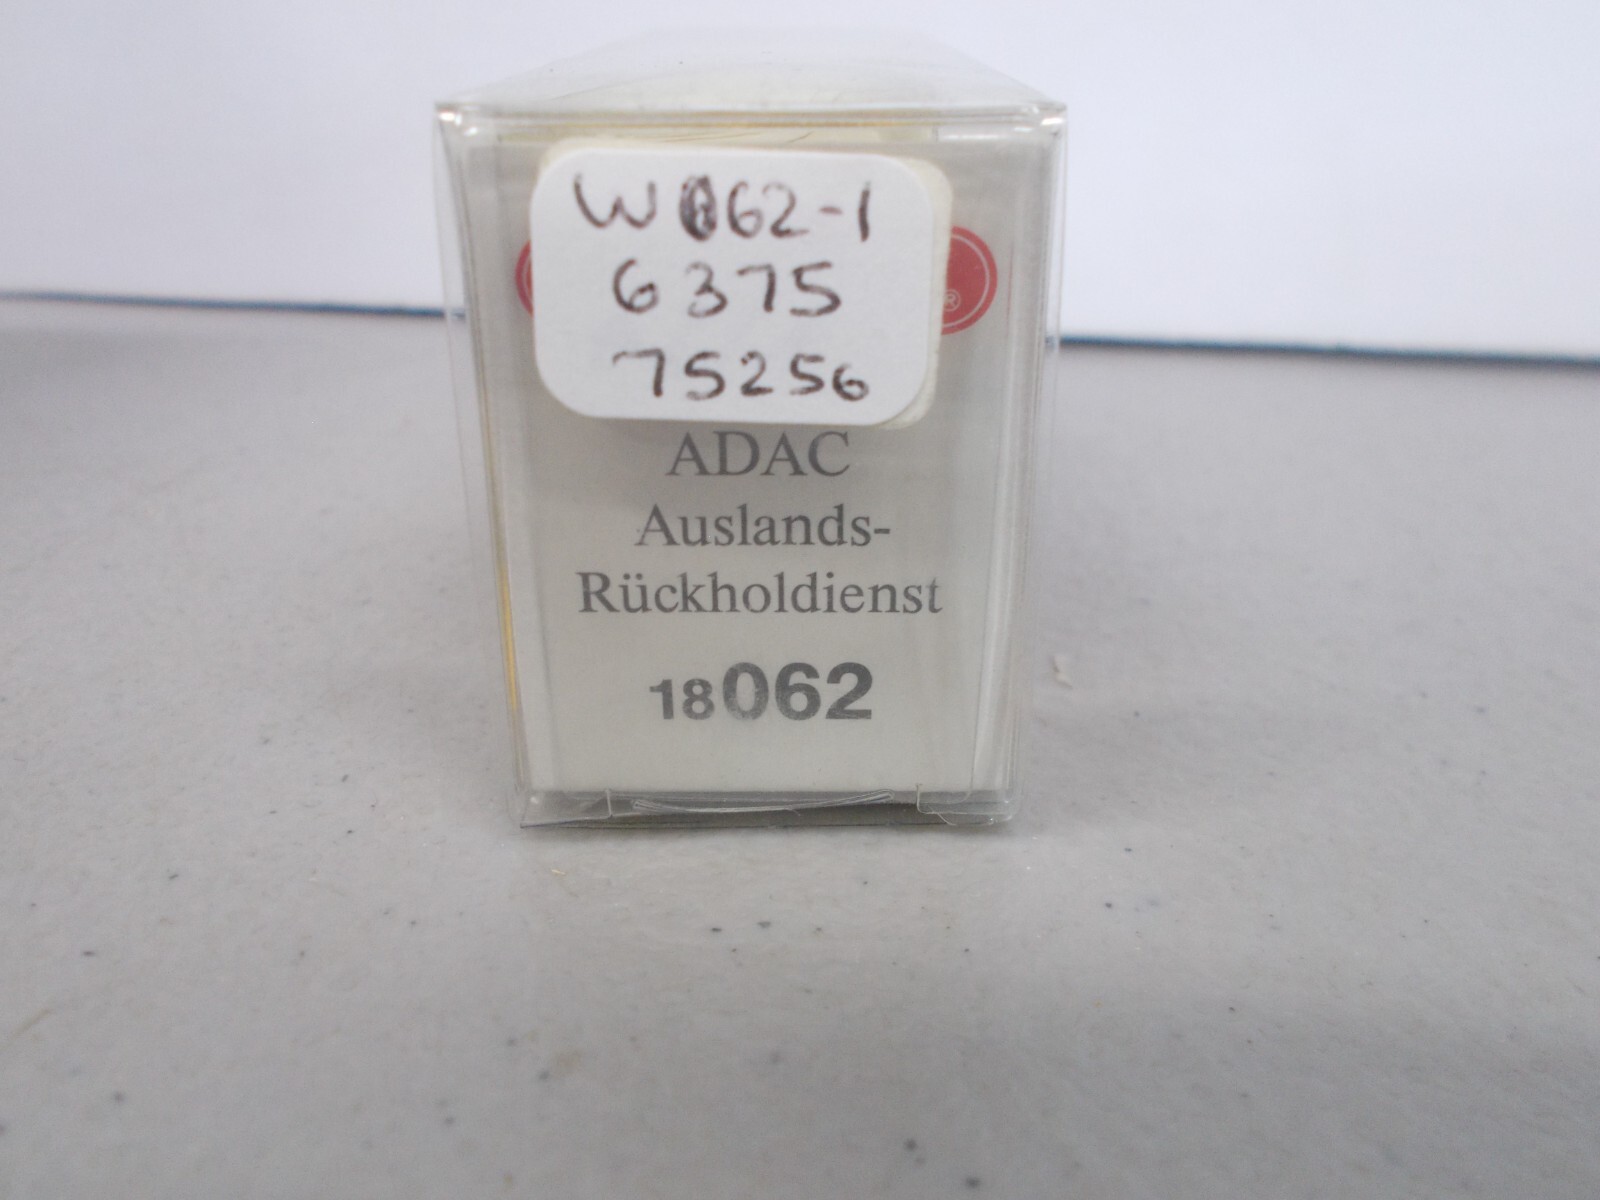 W062-1
6375
75256
®
ADAC
Auslands-
Rückholdienst
18062